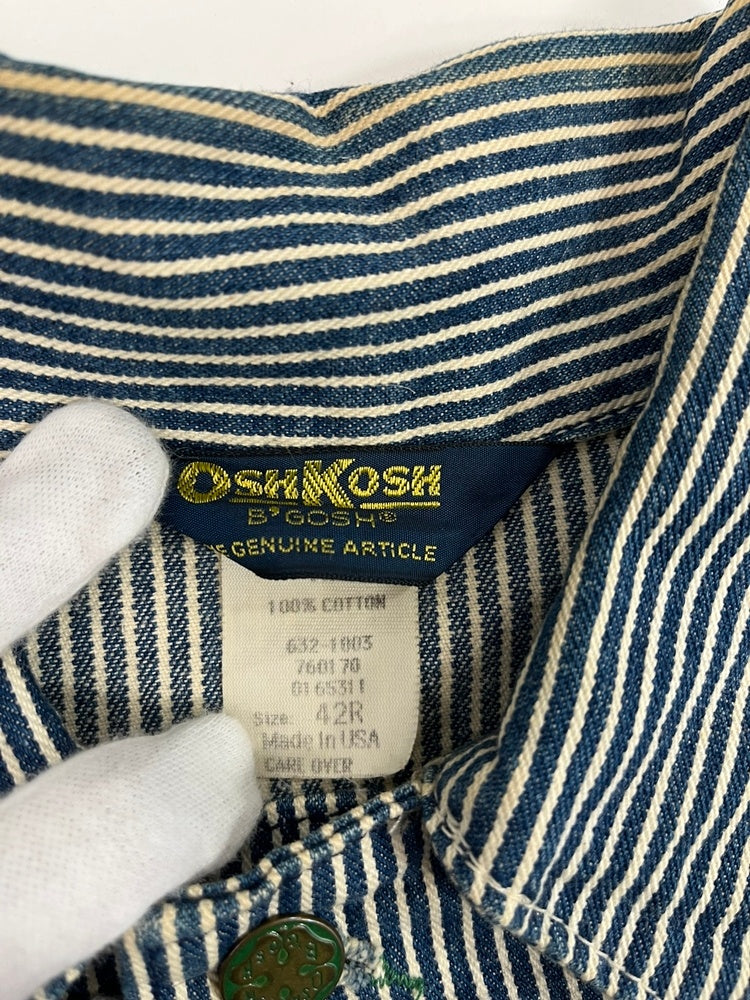 OSHKOSH
B'GOSH®
GENUINE ARTICLE
100% COTTON
632-1003
760170
0165311
Size: 42R
Made In USA
CARE OVER